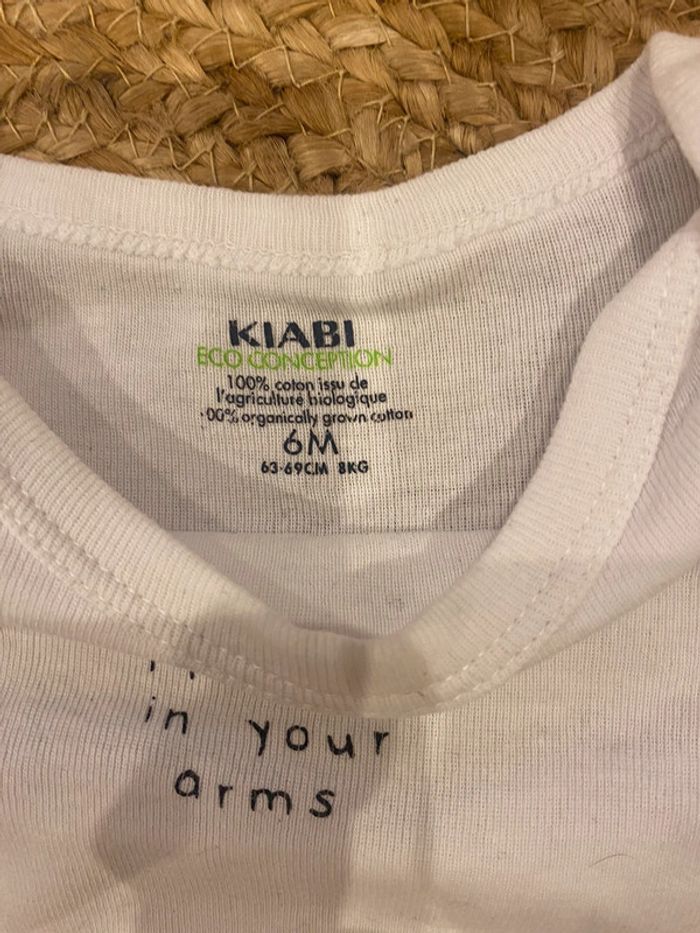 KIABI
ECO CONCEPTION
100% coton issu de
l'agriculture biologique
00% organically grown cotton
6M
63-69CM 8KG
in your
arms